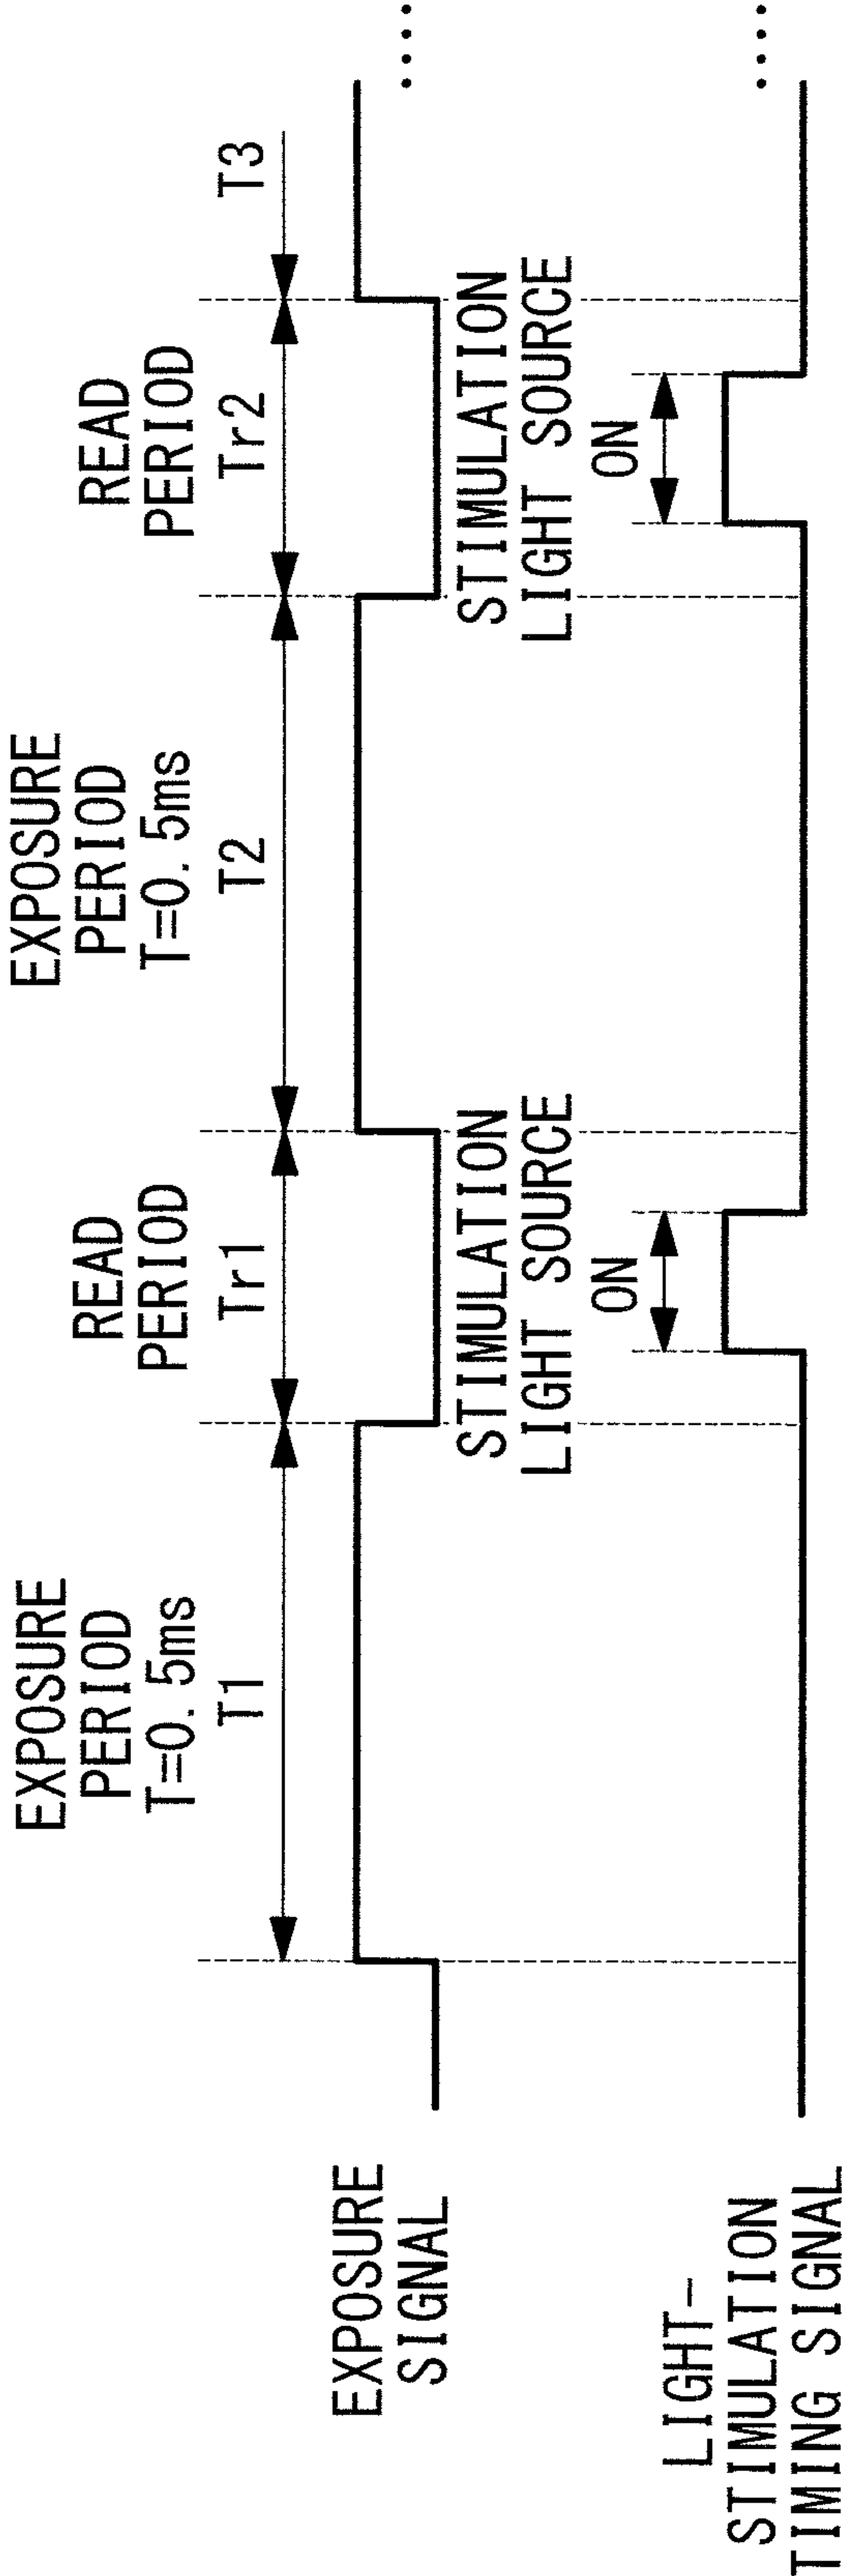 EXPOSURE
PERIOD
T=0.5ms
T1
READ
PERIOD
Tr1
EXPOSURE
PERIOD
T=0.5ms
T2
READ
PERIOD
Tr2
T3
EXPOSURE
SIGNAL
STIMULATION
LIGHT SOURCE
ON
STIMULATION
LIGHT SOURCE
ON
LIGHT-
STIMULATION
TIMING SIGNAL